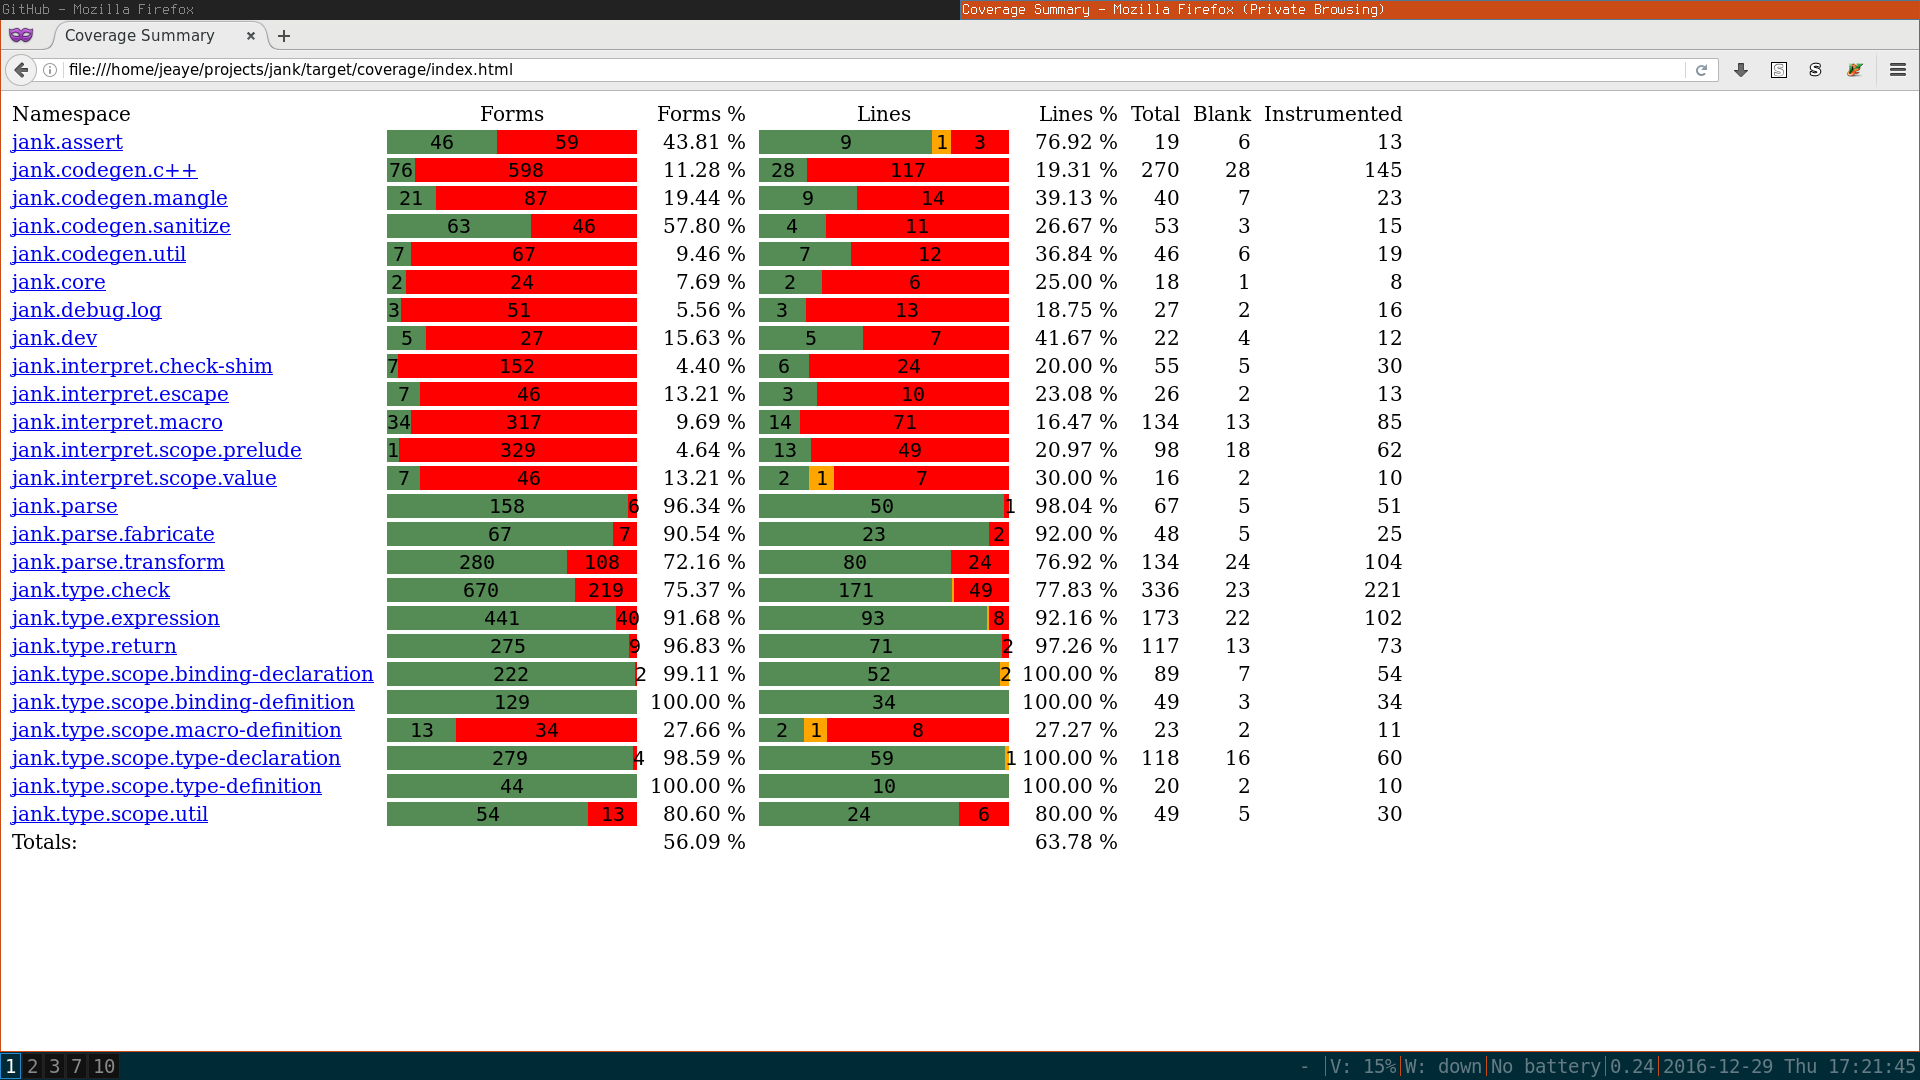 GitHub - Mozilla Firefox Coverage Summary - Mozilla Firefox (Private Browsing)
Coverage Summary × +
file:///home/jeaye/projects/jank/target/coverage/index.html
Namespace Forms Forms % Lines Lines % Total Blank Instrumented
jank.assert 46 59 43.81 % 9 1 3 76.92 % 19 6 13
jank.codegen.c++ 76 598 11.28 % 28 117 19.31 % 270 28 145
jank.codegen.mangle 21 87 19.44 % 9 14 39.13 % 40 7 23
jank.codegen.sanitize 63 46 57.80 % 4 11 26.67 % 53 3 15
jank.codegen.util 7 67 9.46 % 7 12 36.84 % 46 6 19
jank.core 2 24 7.69 % 2 6 25.00 % 18 1 8
jank.debug.log 3 51 5.56 % 3 13 18.75 % 27 2 16
jank.dev 5 27 15.63 % 5 7 41.67 % 22 4 12
jank.interpret.check-shim 7 152 4.40 % 6 24 20.00 % 55 5 30
jank.interpret.escape 7 46 13.21 % 3 10 23.08 % 26 2 13
jank.interpret.macro 34 317 9.69 % 14 71 16.47 % 134 13 85
jank.interpret.scope.prelude 1 329 4.64 % 13 49 20.97 % 98 18 62
jank.interpret.scope.value 7 46 13.21 % 2 1 7 30.00 % 16 2 10
jank.parse 158 6 96.34 % 50 1 98.04 % 67 5 51
jank.parse.fabricate 67 7 90.54 % 23 2 92.00 % 48 5 25
jank.parse.transform 280 108 72.16 % 80 24 76.92 % 134 24 104
jank.type.check 670 219 75.37 % 171 49 77.83 % 336 23 221
jank.type.expression 441 40 91.68 % 93 8 92.16 % 173 22 102
jank.type.return 275 9 96.83 % 71 2 97.26 % 117 13 73
jank.type.scope.binding-declaration 222 2 99.11 % 52 2 100.00 % 89 7 54
jank.type.scope.binding-definition 129 100.00 % 34 100.00 % 49 3 34
jank.type.scope.macro-definition 13 34 27.66 % 2 1 8 27.27 % 23 2 11
jank.type.scope.type-declaration 279 4 98.59 % 59 1 100.00 % 118 16 60
jank.type.scope.type-definition 44 100.00 % 10 100.00 % 20 2 10
jank.type.scope.util 54 13 80.60 % 24 6 80.00 % 49 5 30
Totals: 56.09 % 63.78 %
1 2 3 7 10 - |V: 15%|W: down|No battery|0.24|2016-12-29 Thu 17:21:45